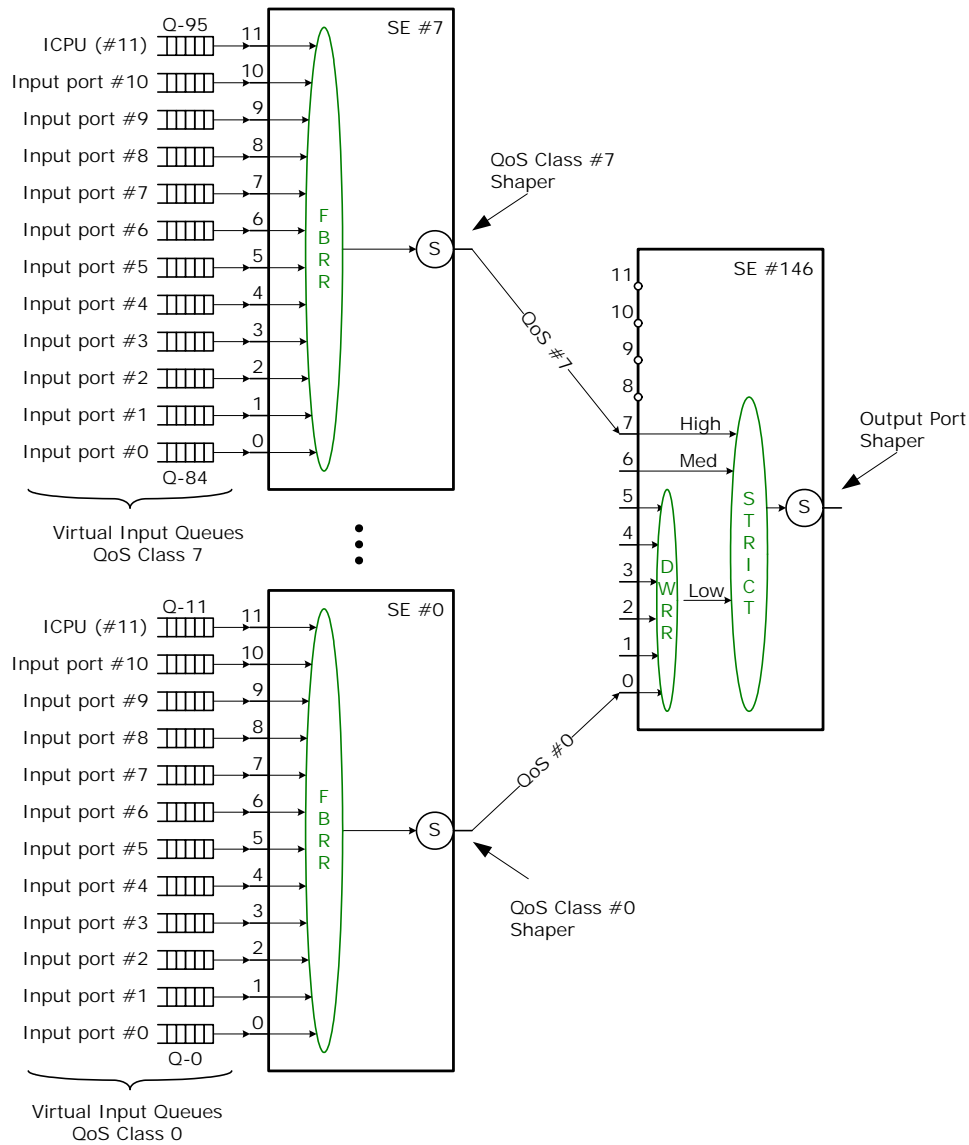 Q-95
SE #7
ICPU (#11)
11
Input port #10
10
Input port #9
9
Input port #8
8
Input port #7
7
Input port #6
6
Input port #5
5
Input port #4
4
Input port #3
3
Input port #2
2
Input port #1
1
Input port #0
0
Q-84
FBRR
S
QoS Class #7
Shaper
Virtual Input Queues
QoS Class 7
QoS #7
SE #146
11
10
9
8
7
High
6
Med
5
4
3
2
1
0
DWRR
Low
STRICT
S
Output Port
Shaper
Q-11
SE #0
ICPU (#11)
11
Input port #10
10
Input port #9
9
Input port #8
8
Input port #7
7
Input port #6
6
Input port #5
5
Input port #4
4
Input port #3
3
Input port #2
2
Input port #1
1
Input port #0
0
Q-0
FBRR
S
QoS #0
QoS Class #0
Shaper
Virtual Input Queues
QoS Class 0